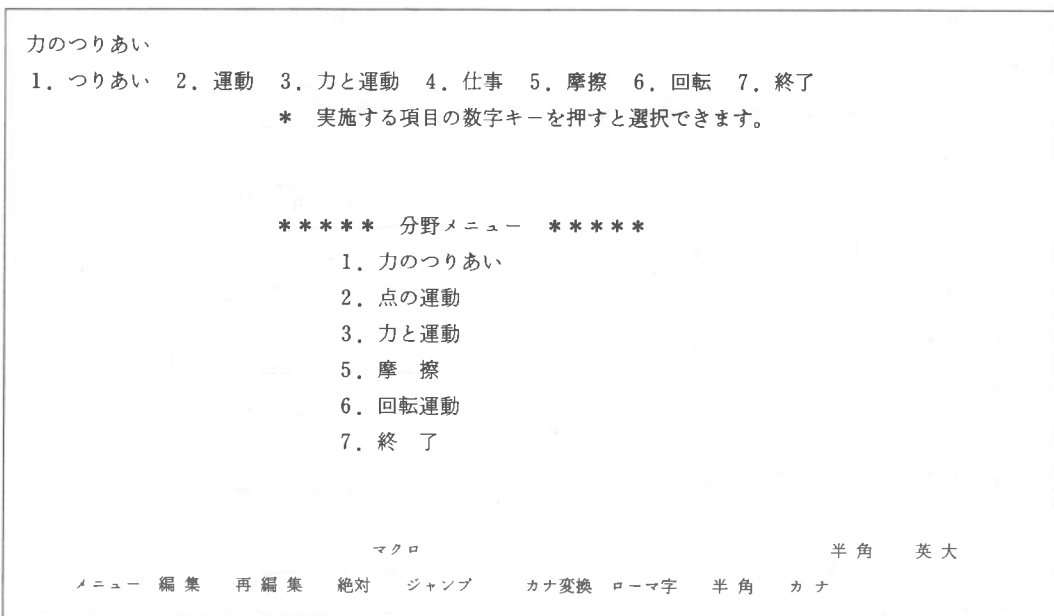 力のつりあい
1．つりあい 2．運動 3．力と運動 4．仕事 5．摩擦 6．回転 7．終了
＊ 実施する項目の数字キーを押すと選択できます。
＊＊＊＊＊ 分野メニュー ＊＊＊＊＊
1．力のつりあい
2．点の運動
3．力と運動
5．摩 擦
6．回転運動
7．終 了
マクロ 半角 英大
メニュー 編集 再編集 絶対 ジャンプ カナ変換 ローマ字 半角 カナ